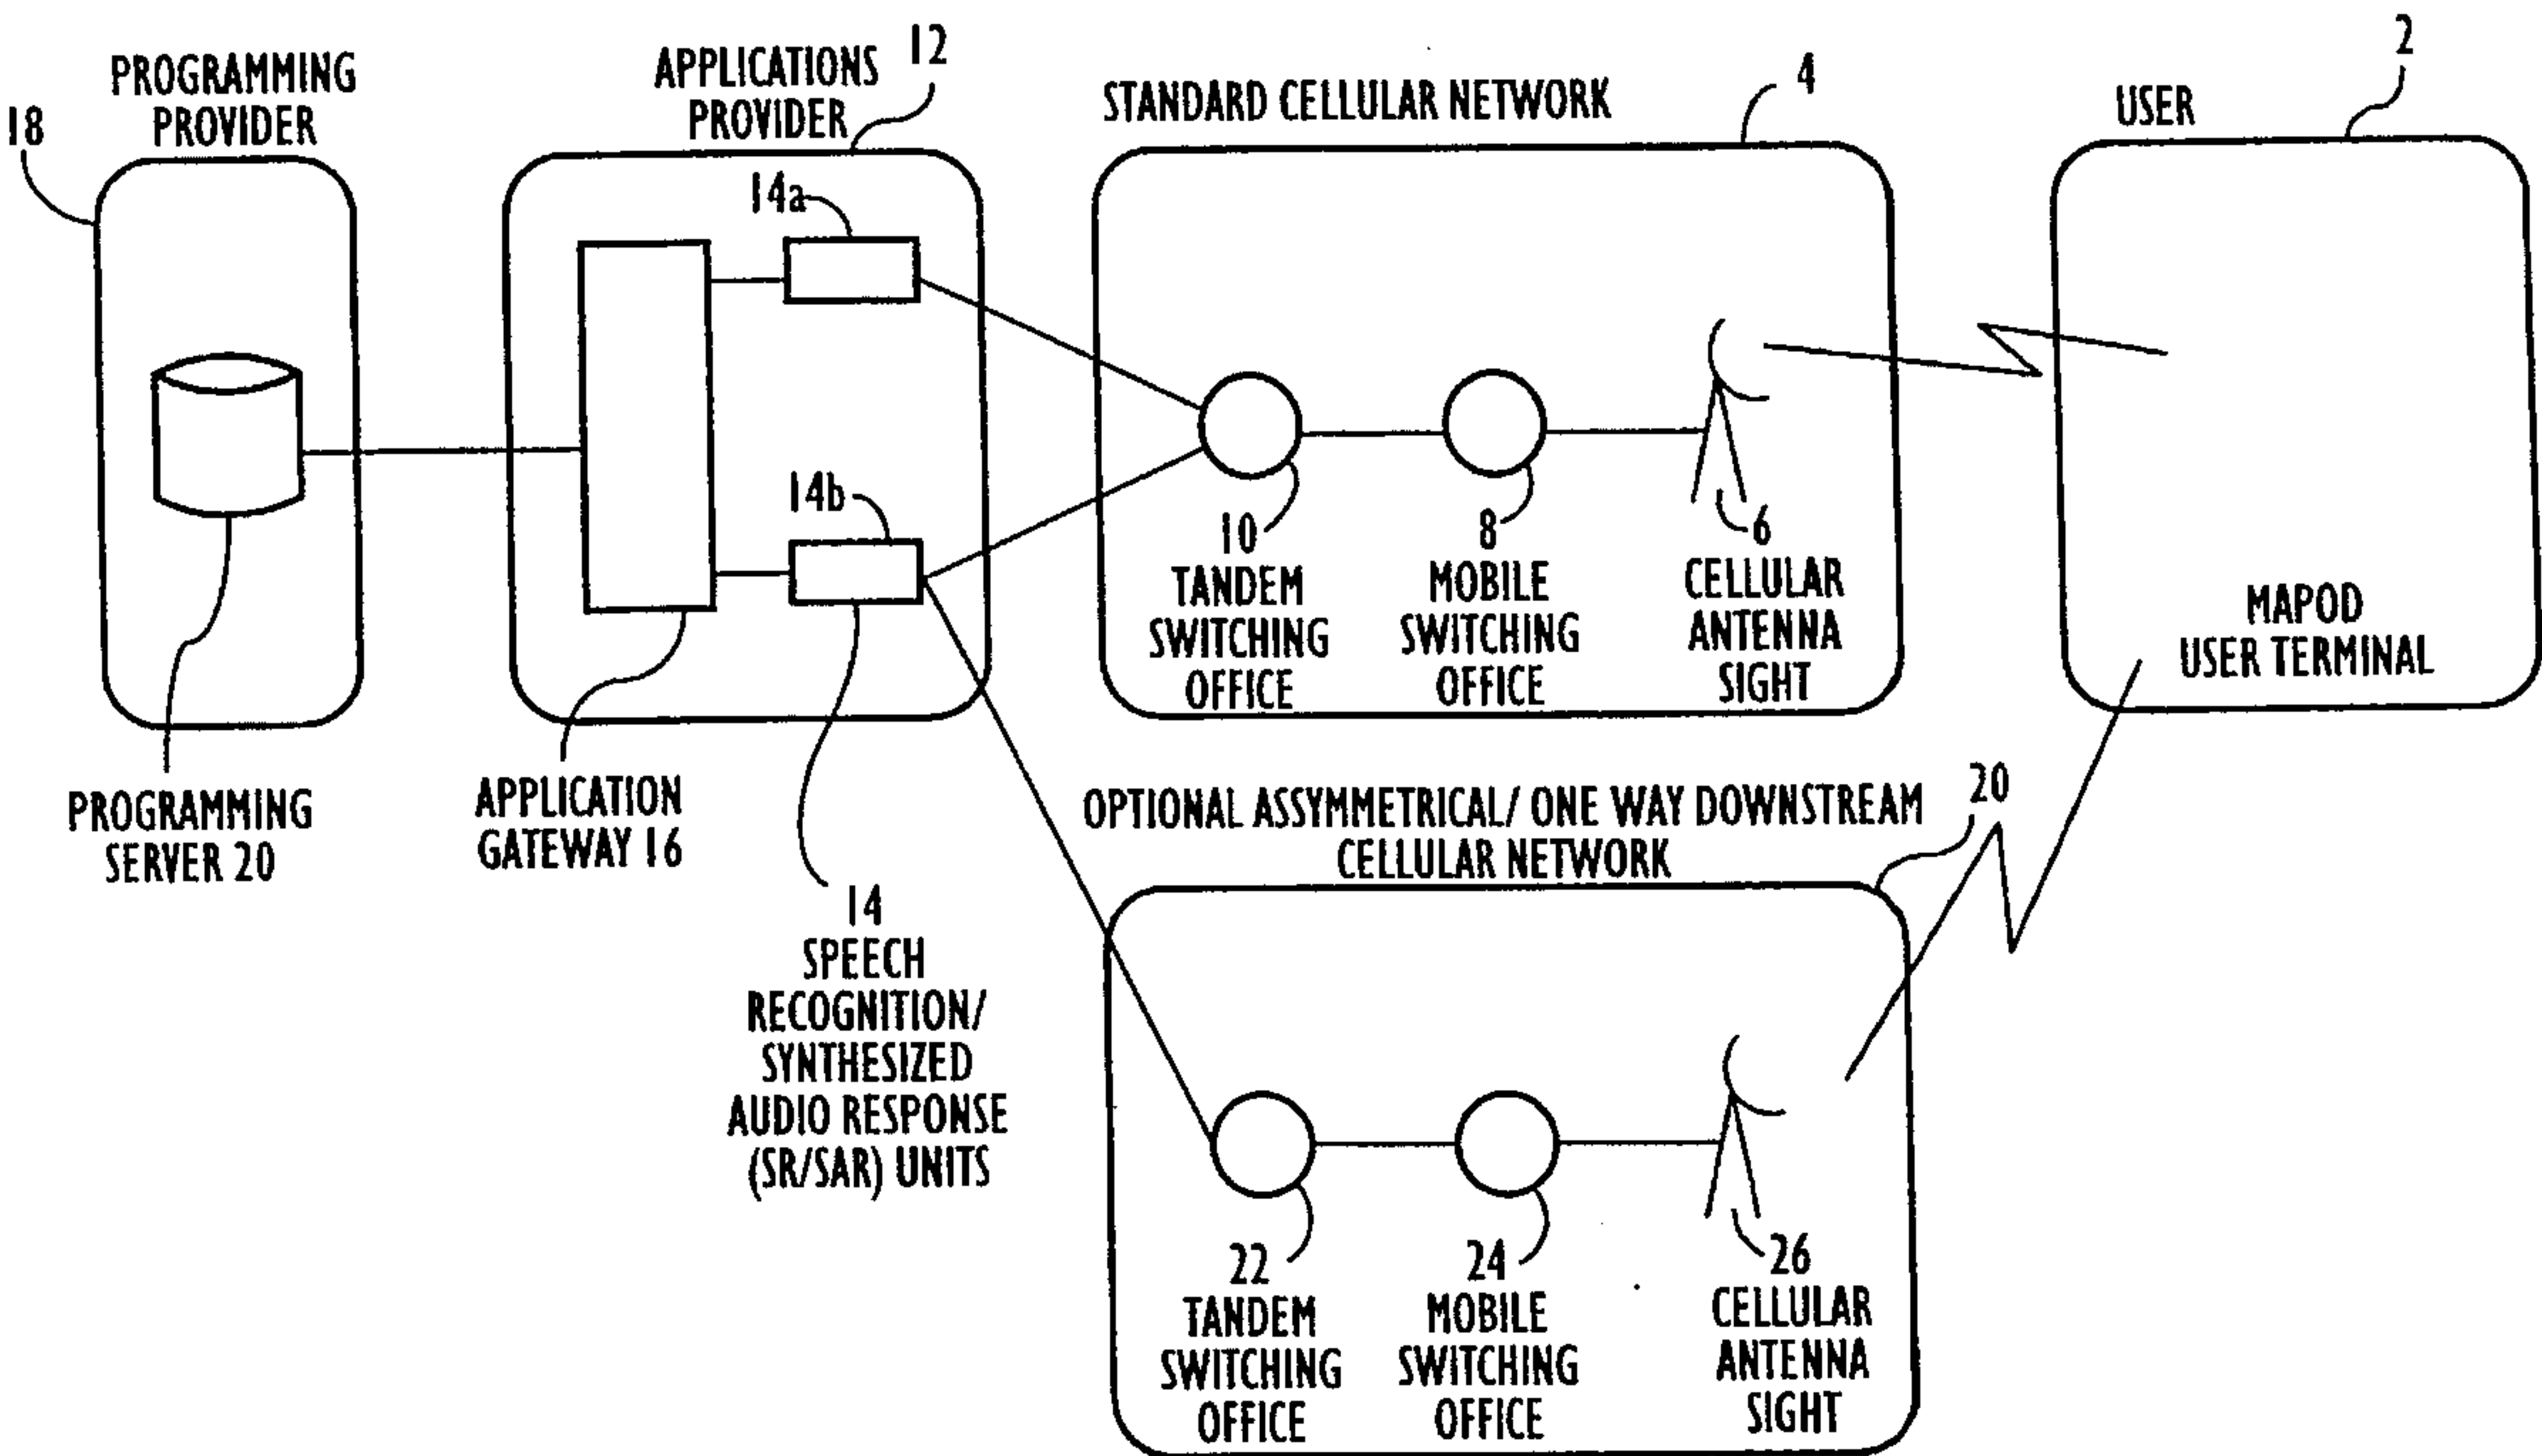 PROGRAMMING
PROVIDER
18
APPLICATIONS
PROVIDER
12
STANDARD CELLULAR NETWORK
4
USER
2
14a
14b
10
TANDEM
SWITCHING
OFFICE
8
MOBILE
SWITCHING
OFFICE
6
CELLULAR
ANTENNA
SIGHT
MAPOD
USER TERMINAL
PROGRAMMING
SERVER 20
APPLICATION
GATEWAY 16
14
SPEECH
RECOGNITION/
SYNTHESIZED
AUDIO RESPONSE
(SR/SAR) UNITS
OPTIONAL ASSYMMETRICAL/ ONE WAY DOWNSTREAM
CELLULAR NETWORK
20
22
TANDEM
SWITCHING
OFFICE
24
MOBILE
SWITCHING
OFFICE
26
CELLULAR
ANTENNA
SIGHT